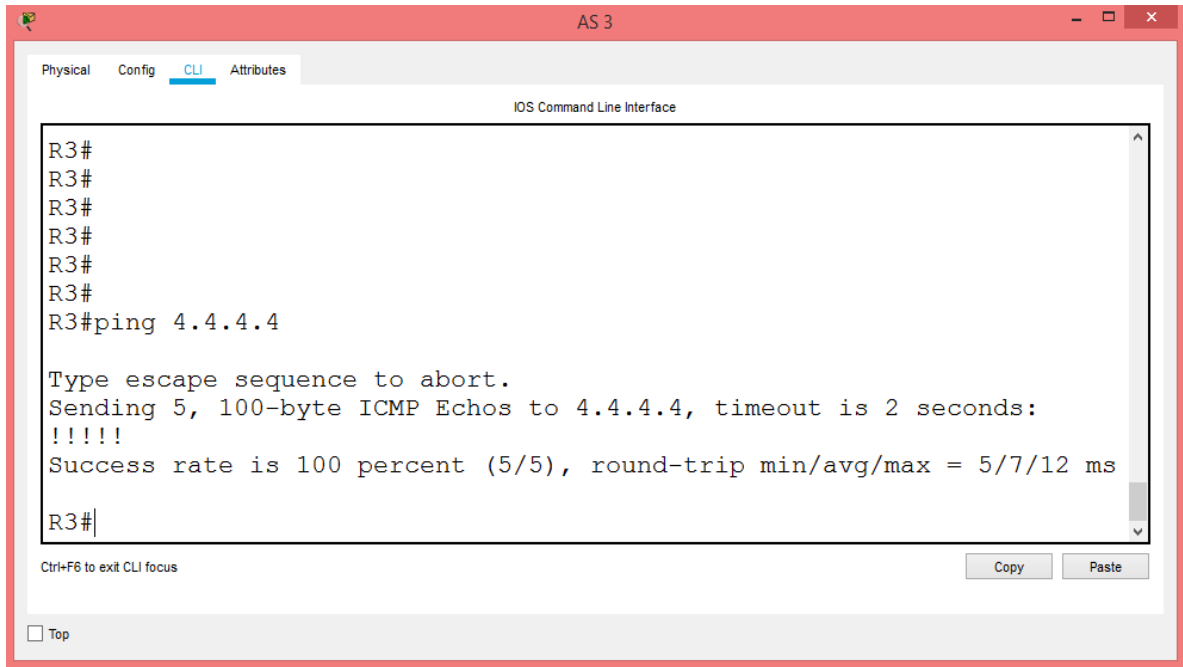 AS 3
Physical Config CLI Attributes
IOS Command Line Interface
R3#
R3#
R3#
R3#
R3#
R3#
R3#ping 4.4.4.4
Type escape sequence to abort.
Sending 5, 100-byte ICMP Echos to 4.4.4.4, timeout is 2 seconds:
!!!!!
Success rate is 100 percent (5/5), round-trip min/avg/max = 5/7/12 ms
R3#
Ctrl+F6 to exit CLI focus
Copy Paste
Top